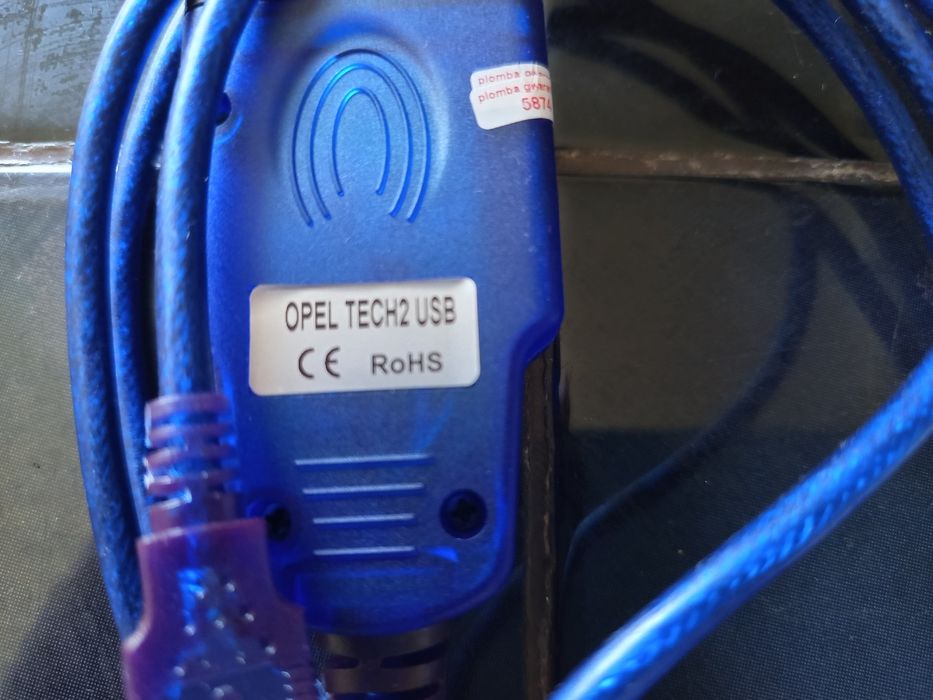 plomba
plomba
5874
OPEL TECH2 USB
CE RoHS